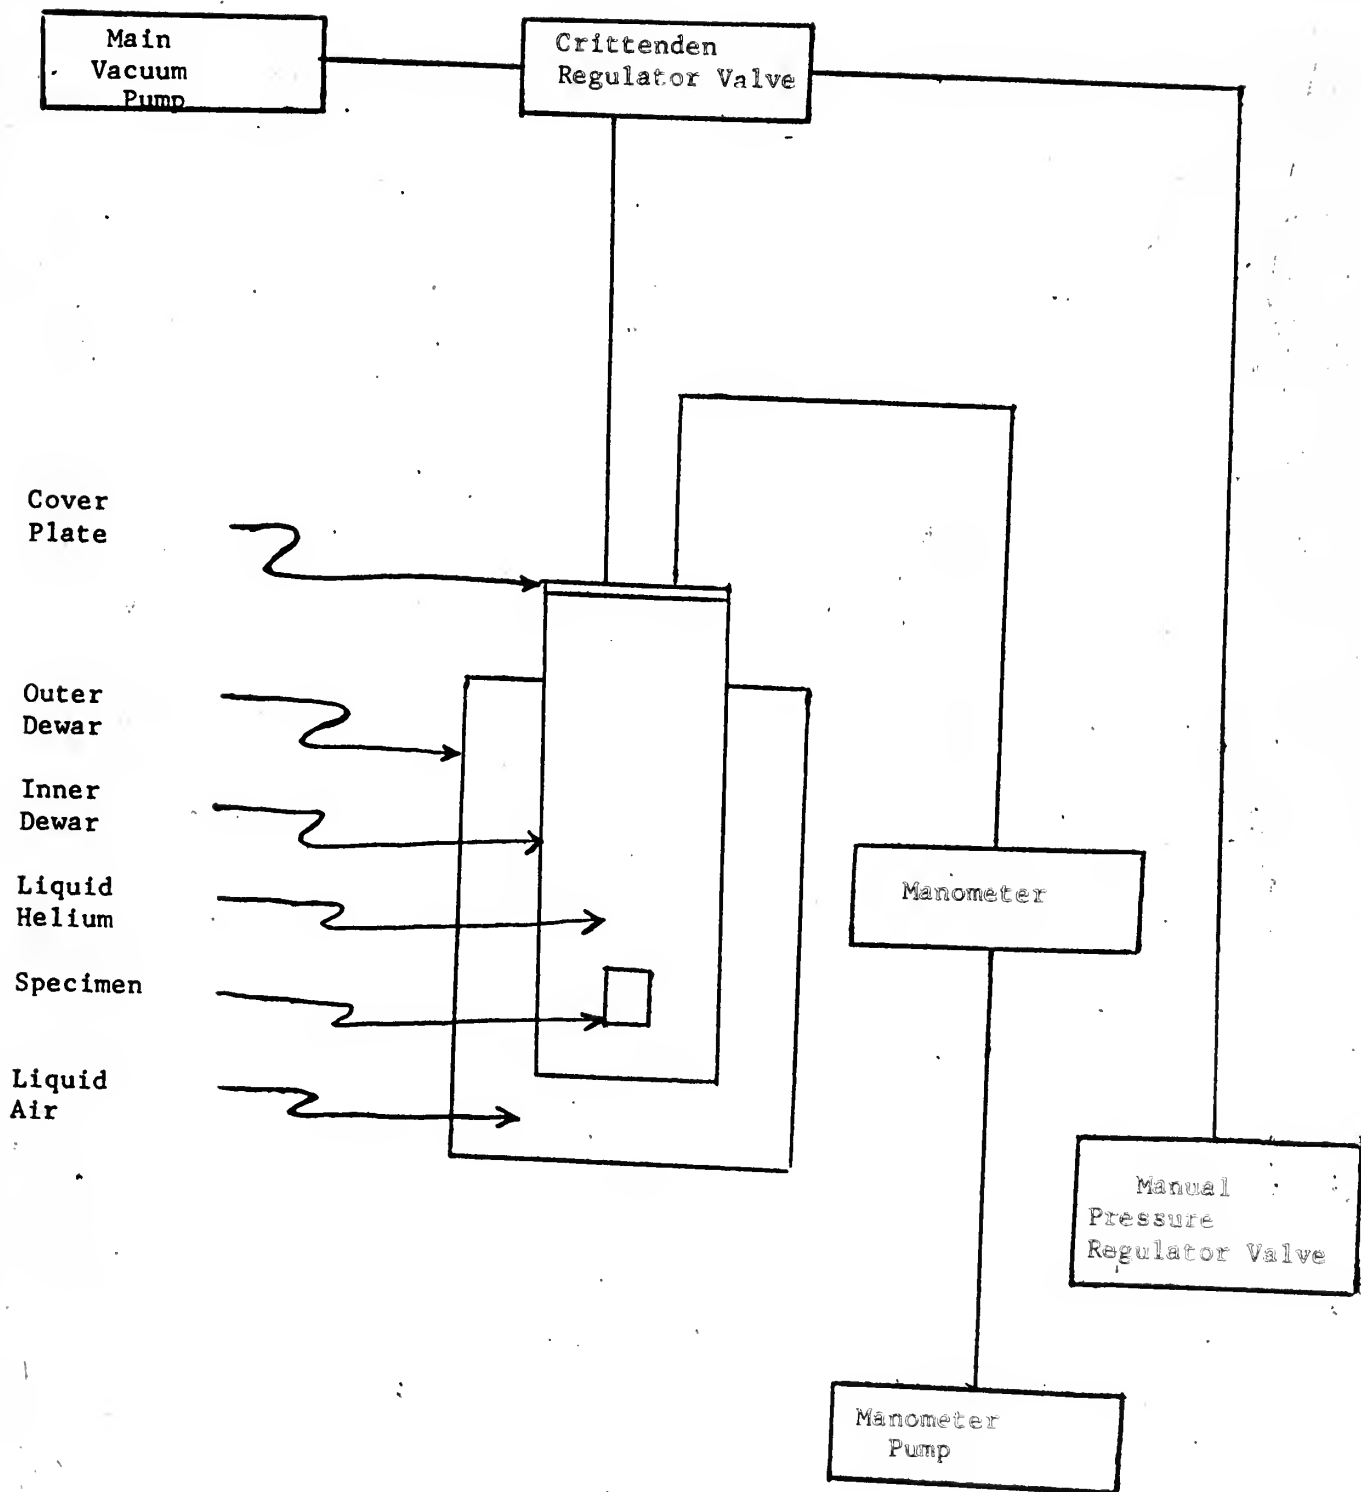 Main
Vacuum
Pump
Crittenden
Regulator Valve
Cover
Plate
Outer
Dewar
Inner
Dewar
Liquid
Helium
Specimen
Liquid
Air
Manometer
Manual
Pressure
Regulator Valve
Manometer
Pump